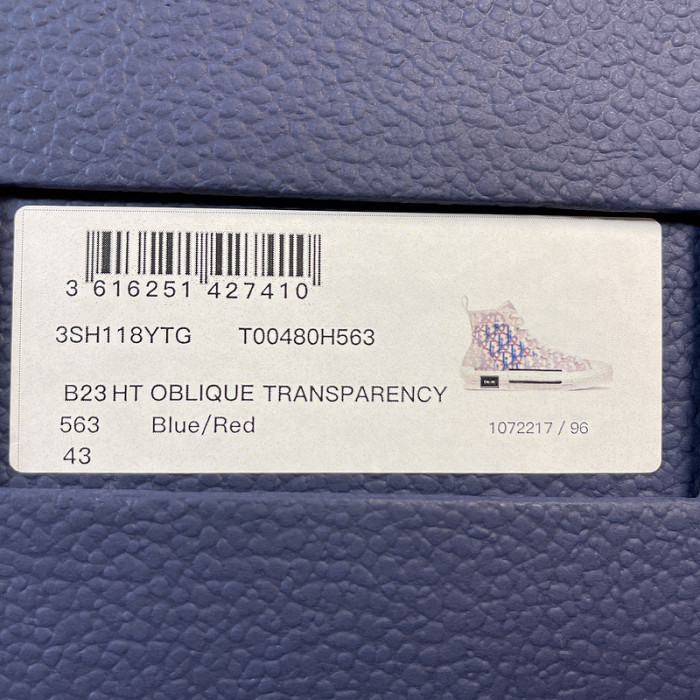 3 616251 427410
3SH118YTG T00480H563
B23 HT OBLIQUE TRANSPARENCY
563 Blue/Red
1072217 / 96
43